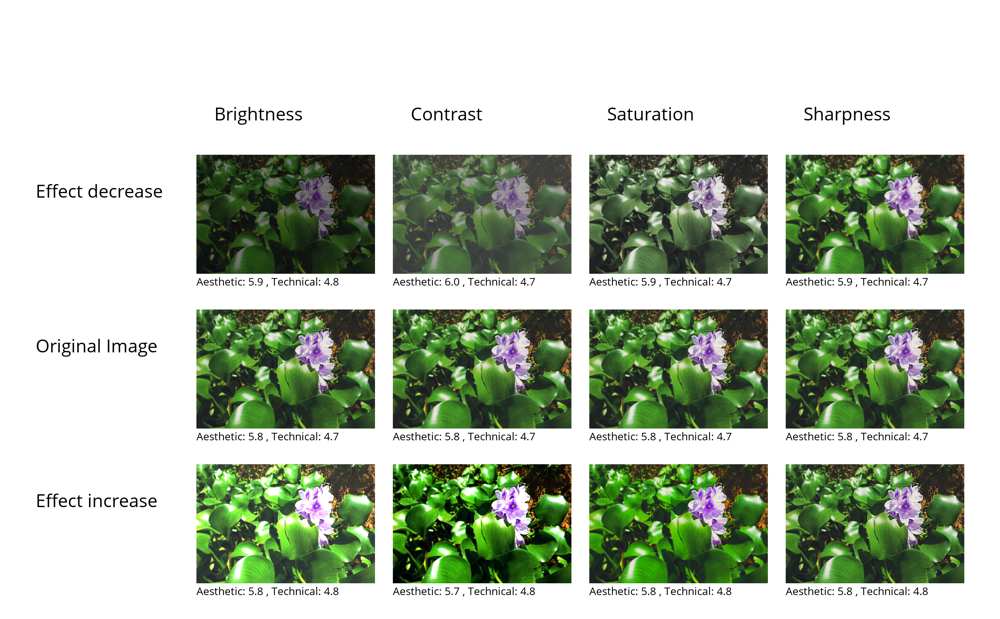 Brightness Contrast Saturation Sharpness
Effect decrease
Aesthetic: 5.9 , Technical: 4.8 Aesthetic: 6.0 , Technical: 4.7 Aesthetic: 5.9 , Technical: 4.7 Aesthetic: 5.9 , Technical: 4.7
Original Image
Aesthetic: 5.8 , Technical: 4.7 Aesthetic: 5.8 , Technical: 4.7 Aesthetic: 5.8 , Technical: 4.7 Aesthetic: 5.8 , Technical: 4.7
Effect increase
Aesthetic: 5.8 , Technical: 4.8 Aesthetic: 5.7 , Technical: 4.8 Aesthetic: 5.8 , Technical: 4.8 Aesthetic: 5.8 , Technical: 4.8